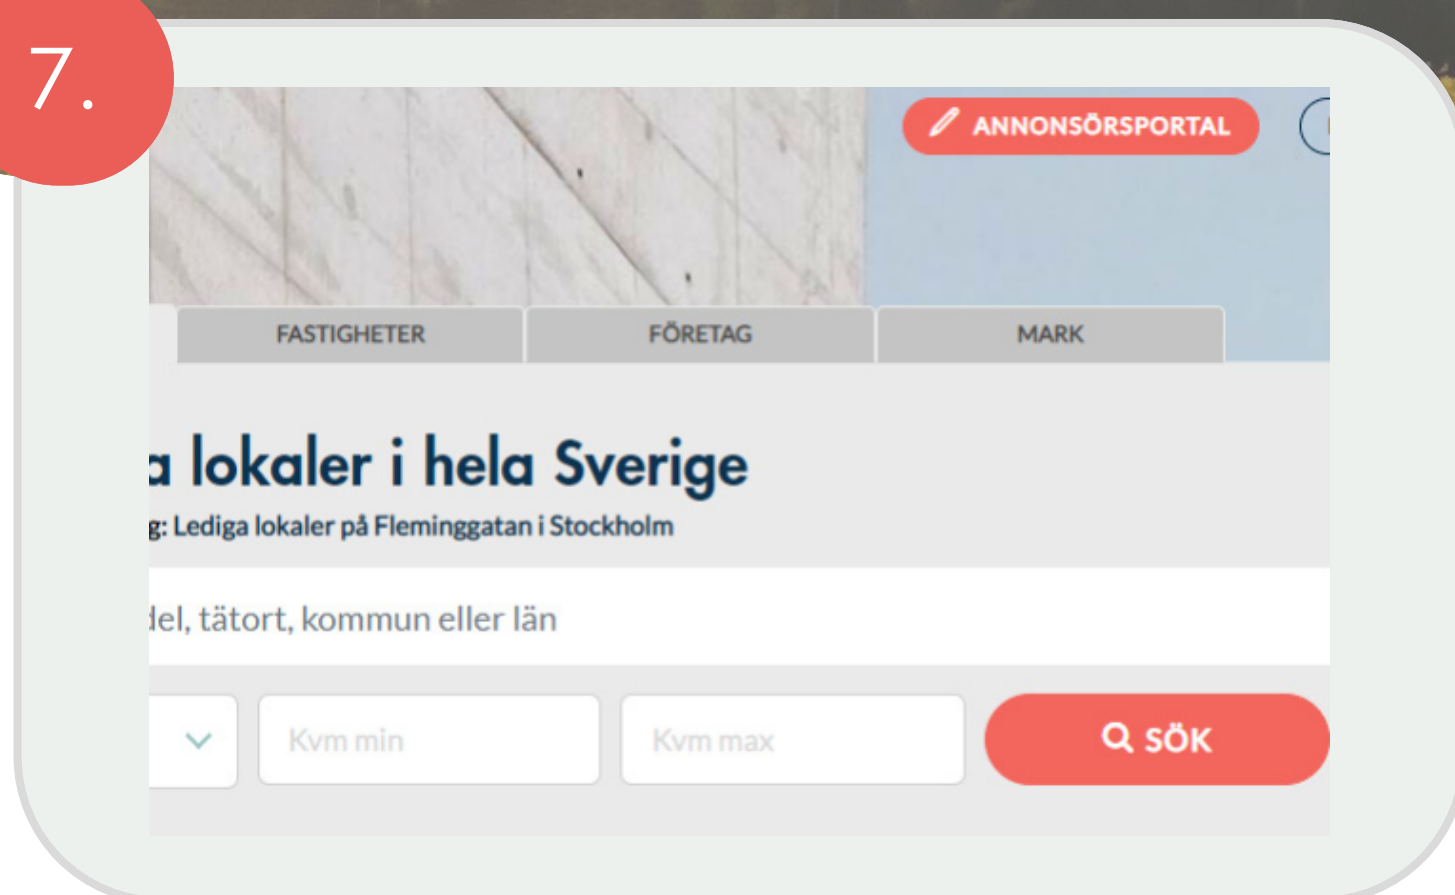 7.
ANNONSÖRSPORTAL
FASTIGHETER
FÖRETAG
MARK
lokaler i hela Sverige
Lediga lokaler på Fleminggatan i Stockholm
tätort, kommun eller län
Kvm min
Kvm max
SÖK